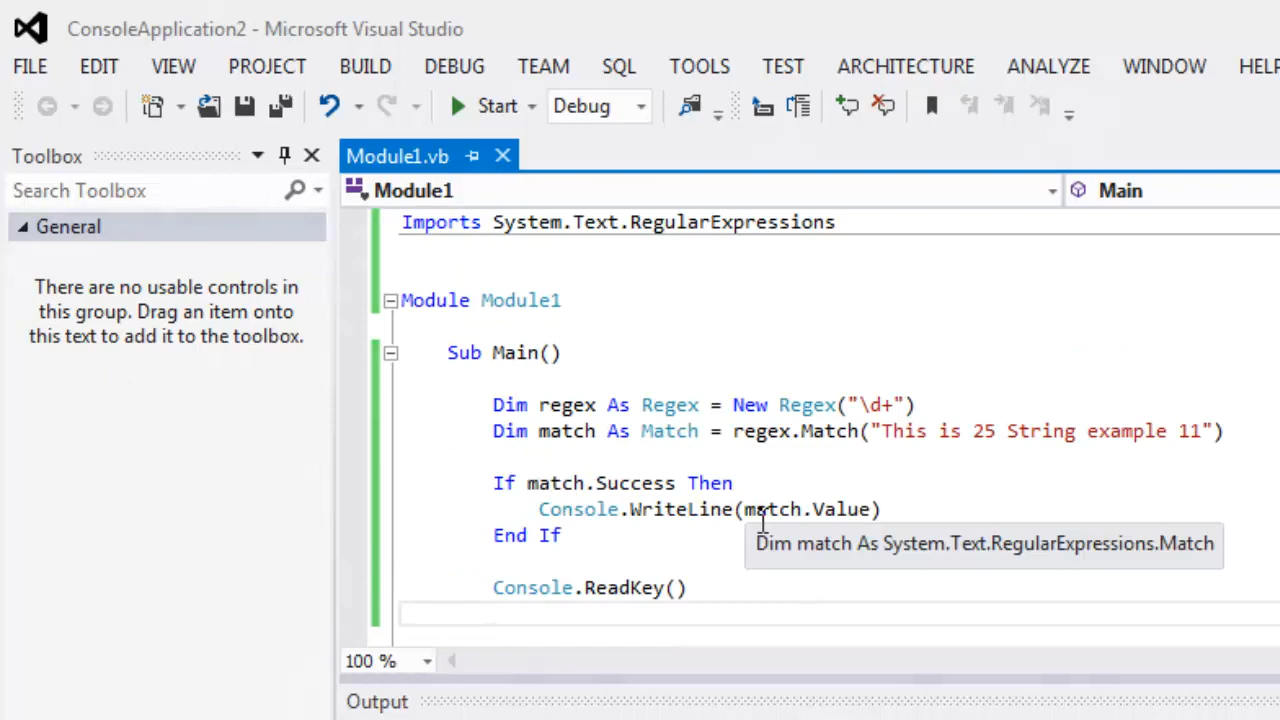 ConsoleApplication2 - Microsoft Visual Studio
FILE EDIT VIEW PROJECT BUILD DEBUG TEAM SQL TOOLS TEST ARCHITECTURE ANALYZE WINDOW HELP
Start Debug
Toolbox
Search Toolbox
General
There are no usable controls in
this group. Drag an item onto
this text to add it to the toolbox.
Module1.vb
Module1 Main
Imports System.Text.RegularExpressions
Module Module1
Sub Main()
Dim regex As Regex = New Regex("\d+")
Dim match As Match = regex.Match("This is 25 String example 11")
If match.Success Then
Console.WriteLine(match.Value)
End If
Dim match As System.Text.RegularExpressions.Match
Console.ReadKey()
100 %
Output